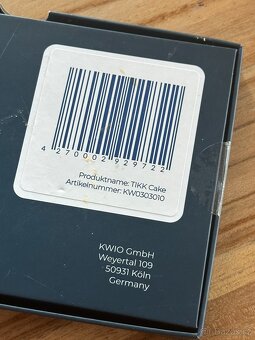 4 270002 929722
Produktname: TIKK Cake
Artikelnummer: KW0303010
KWIO GmbH
Weyertal 109
50931 Köln
Germany